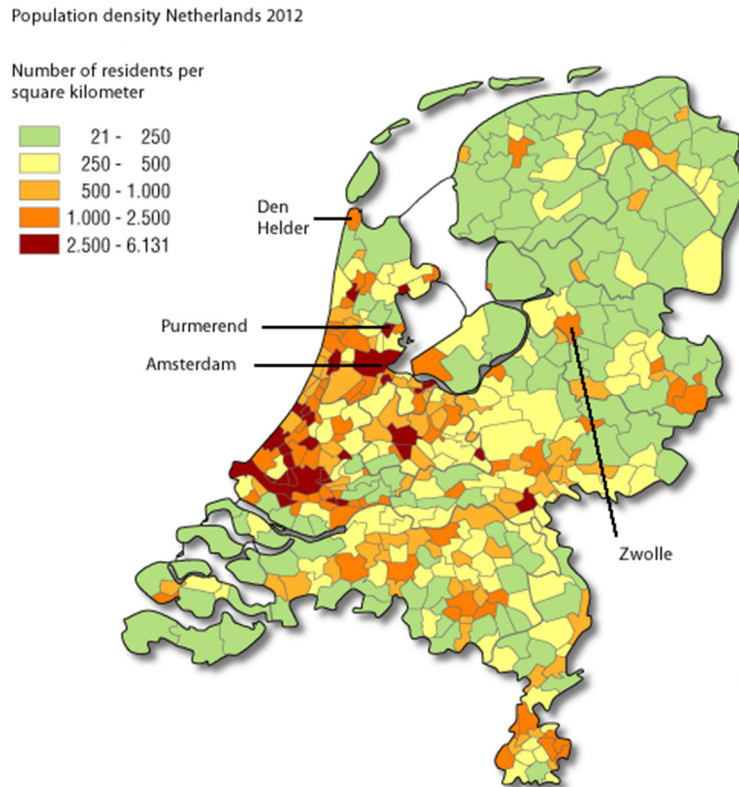 Population density Netherlands 2012
Number of residents per
square kilometer
21 - 250
250 - 500
500 - 1.000
1.000 - 2.500
2.500 - 6.131
Den
Helder
Purmerend
Amsterdam
Zwolle